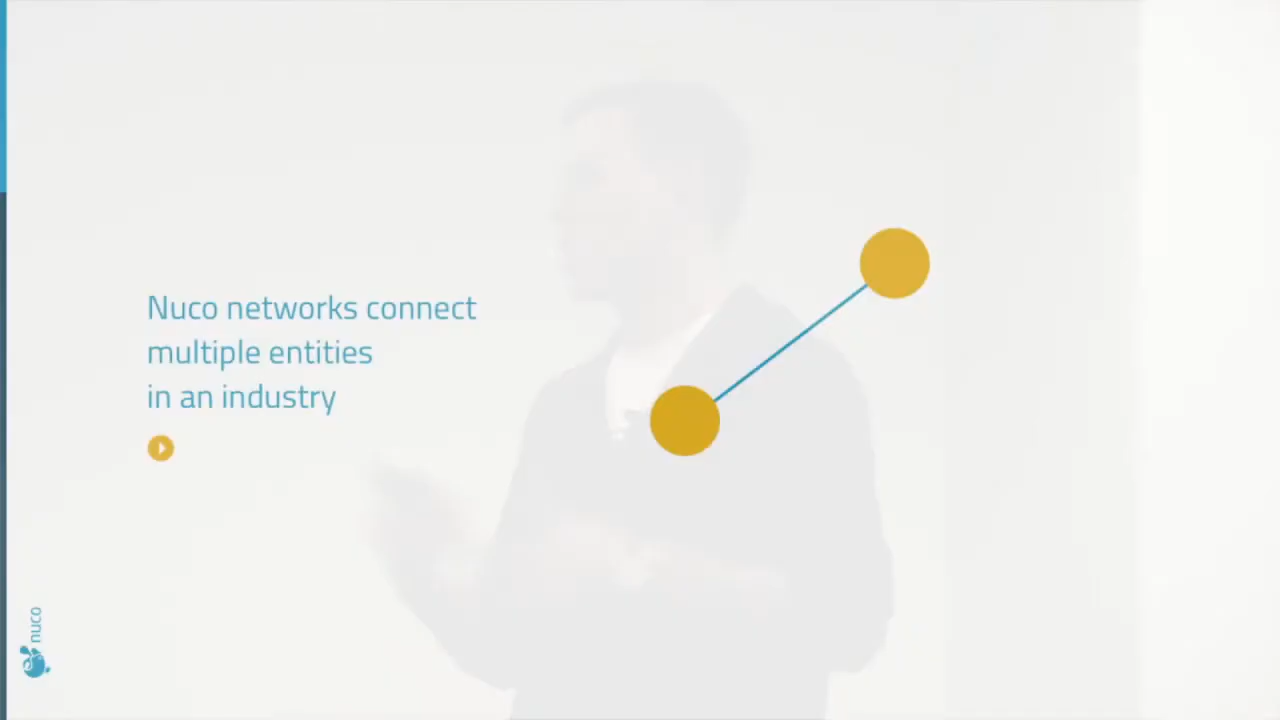 Nuco networks connect
multiple entities
in an industry
nuco